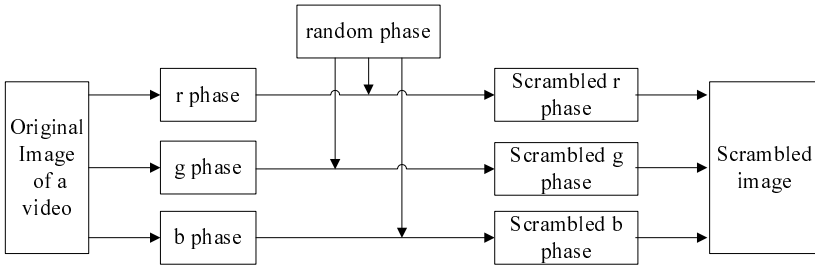 random phase
Original
Image
of a
video
r phase
g phase
b phase
Scrambled r
phase
Scrambled g
phase
Scrambled b
phase
Scrambled
image